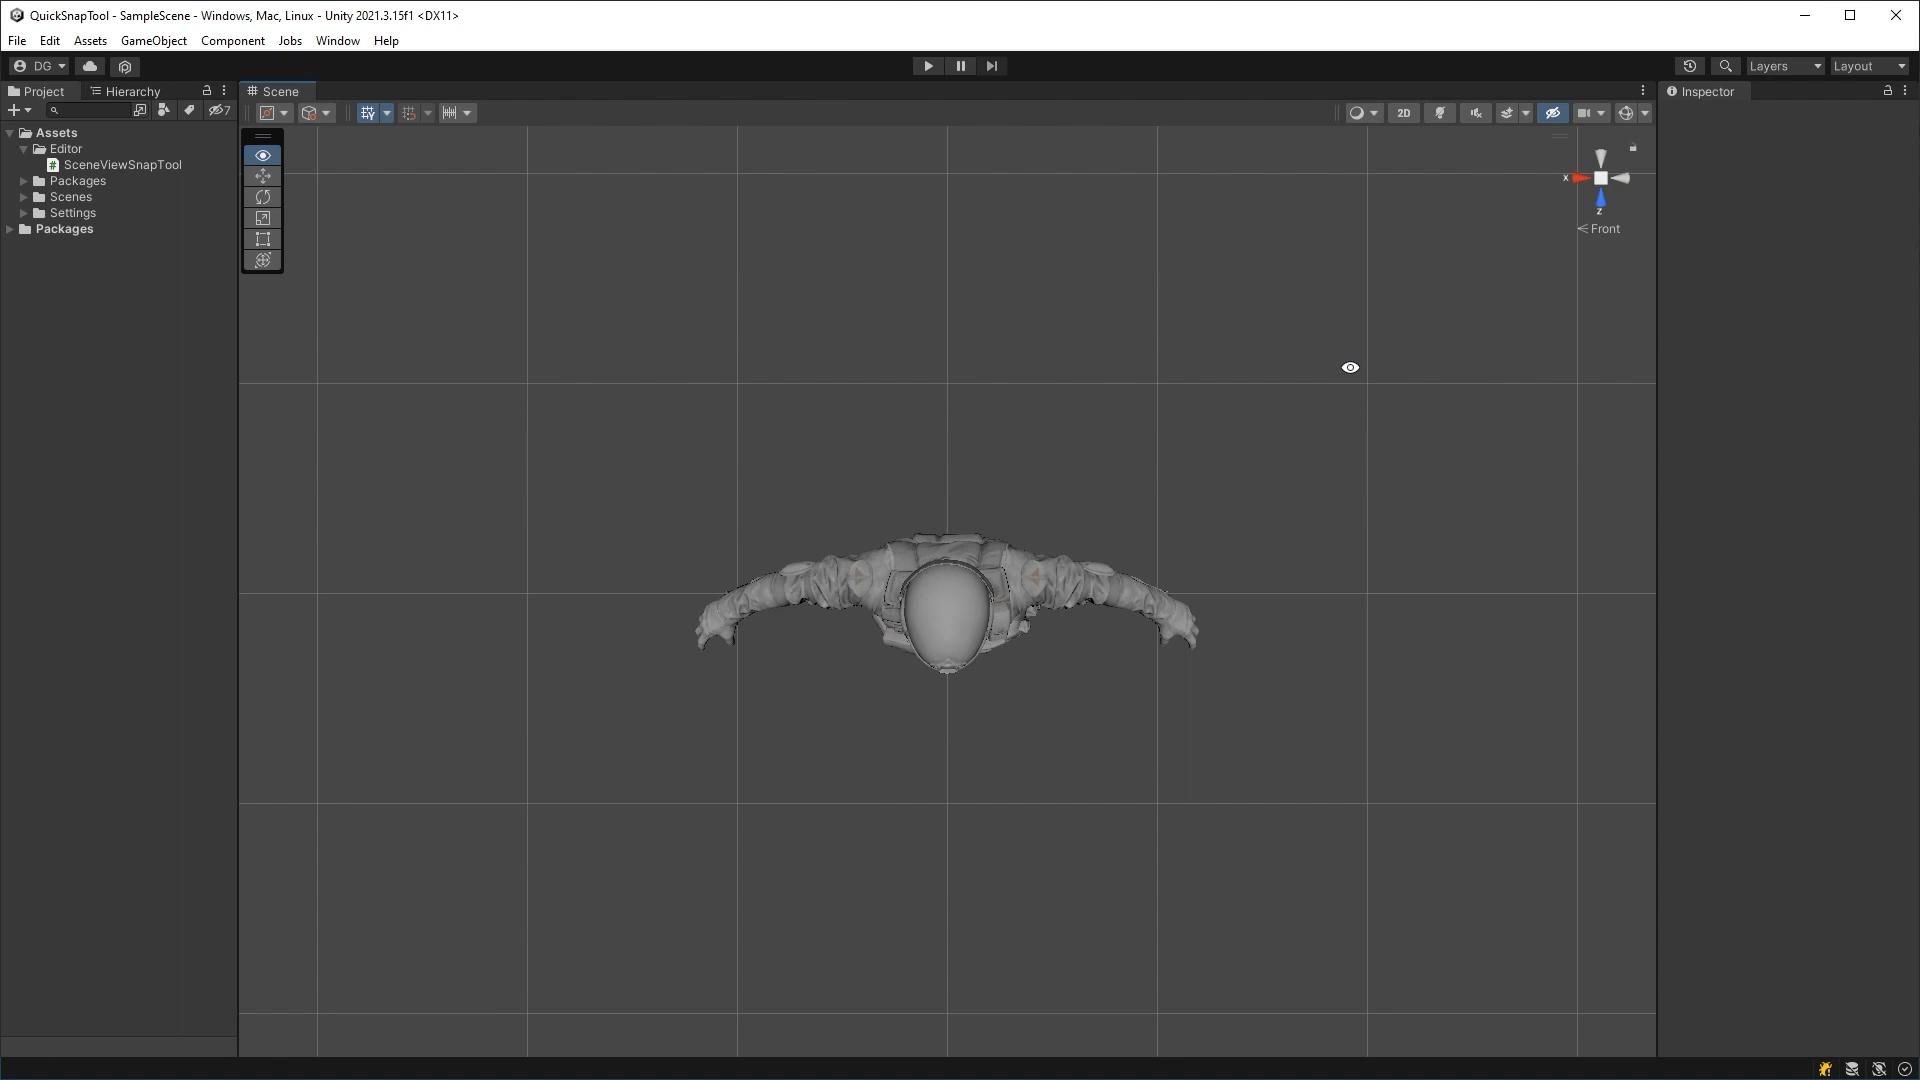 QuickSnapTool - SampleScene - Windows, Mac, Linux - Unity 2021.3.15f1 <DX11>
File Edit Assets GameObject Component Jobs Window Help
DG Layers Layout
Project Hierarchy Scene Inspector
7 2D
Assets
Editor
# SceneViewSnapTool
Packages
Scenes
Settings
Packages
x
z
Front